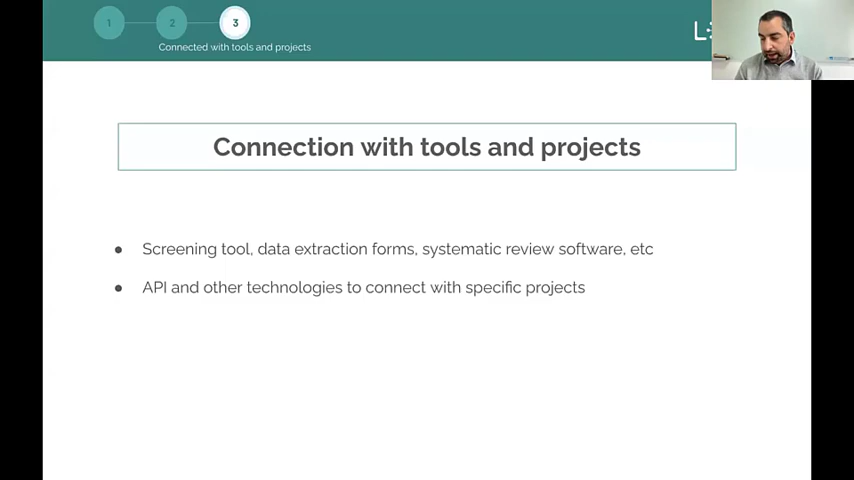 1
2
3
Connected with tools and projects
Connection with tools and projects
● Screening tool, data extraction forms, systematic review software, etc
● API and other technologies to connect with specific projects